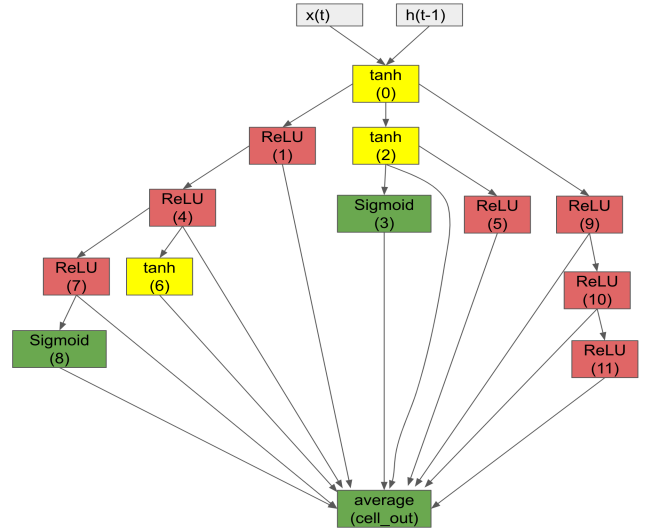 x(t)
h(t-1)
tanh
(0)
ReLU
(1)
tanh
(2)
ReLU
(4)
Sigmoid
(3)
ReLU
(5)
ReLU
(9)
ReLU
(7)
tanh
(6)
ReLU
(10)
Sigmoid
(8)
ReLU
(11)
average
(cell_out)